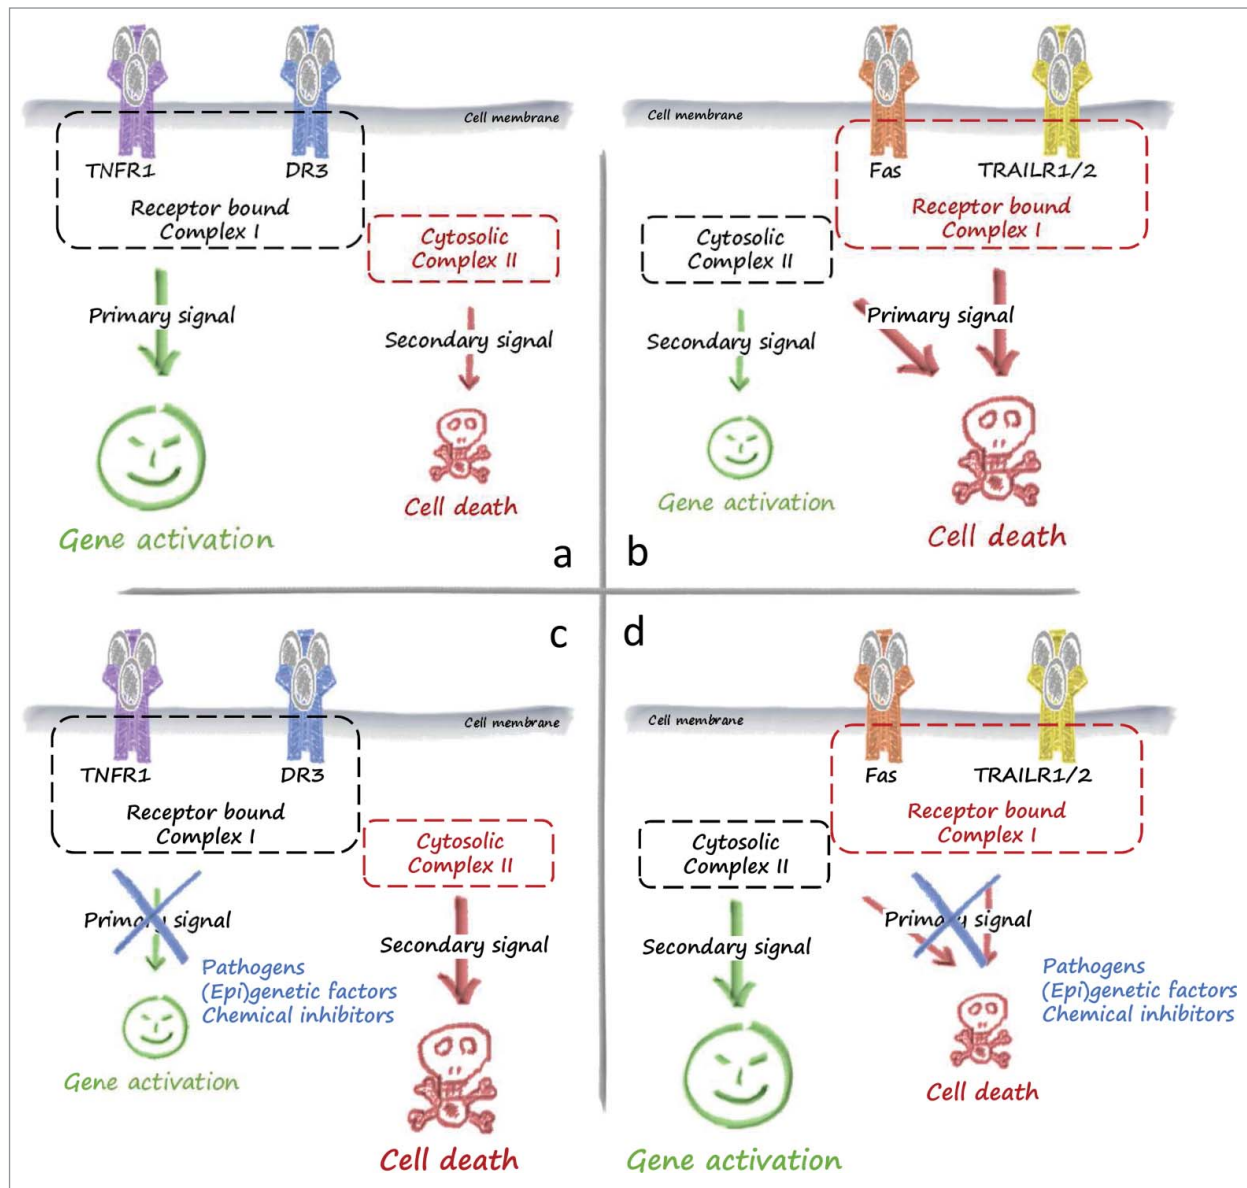 Cell membrane
TNFR1
DR3
Receptor bound
Complex I
Cytosolic
Complex II
Primary signal
Secondary signal
Gene activation
Cell death
a
Cell membrane
Fas
TRAILR1/2
Receptor bound
Complex I
Cytosolic
Complex II
Primary signal
Secondary signal
Gene activation
Cell death
b
c
Cell membrane
TNFR1
DR3
Receptor bound
Complex I
Cytosolic
Complex II
Primary signal
Secondary signal
Pathogens
(Epi)genetic factors
Chemical inhibitors
Gene activation
Cell death
d
Cell membrane
Fas
TRAILR1/2
Receptor bound
Complex I
Cytosolic
Complex II
Primary signal
Secondary signal
Pathogens
(Epi)genetic factors
Chemical inhibitors
Cell death
Gene activation